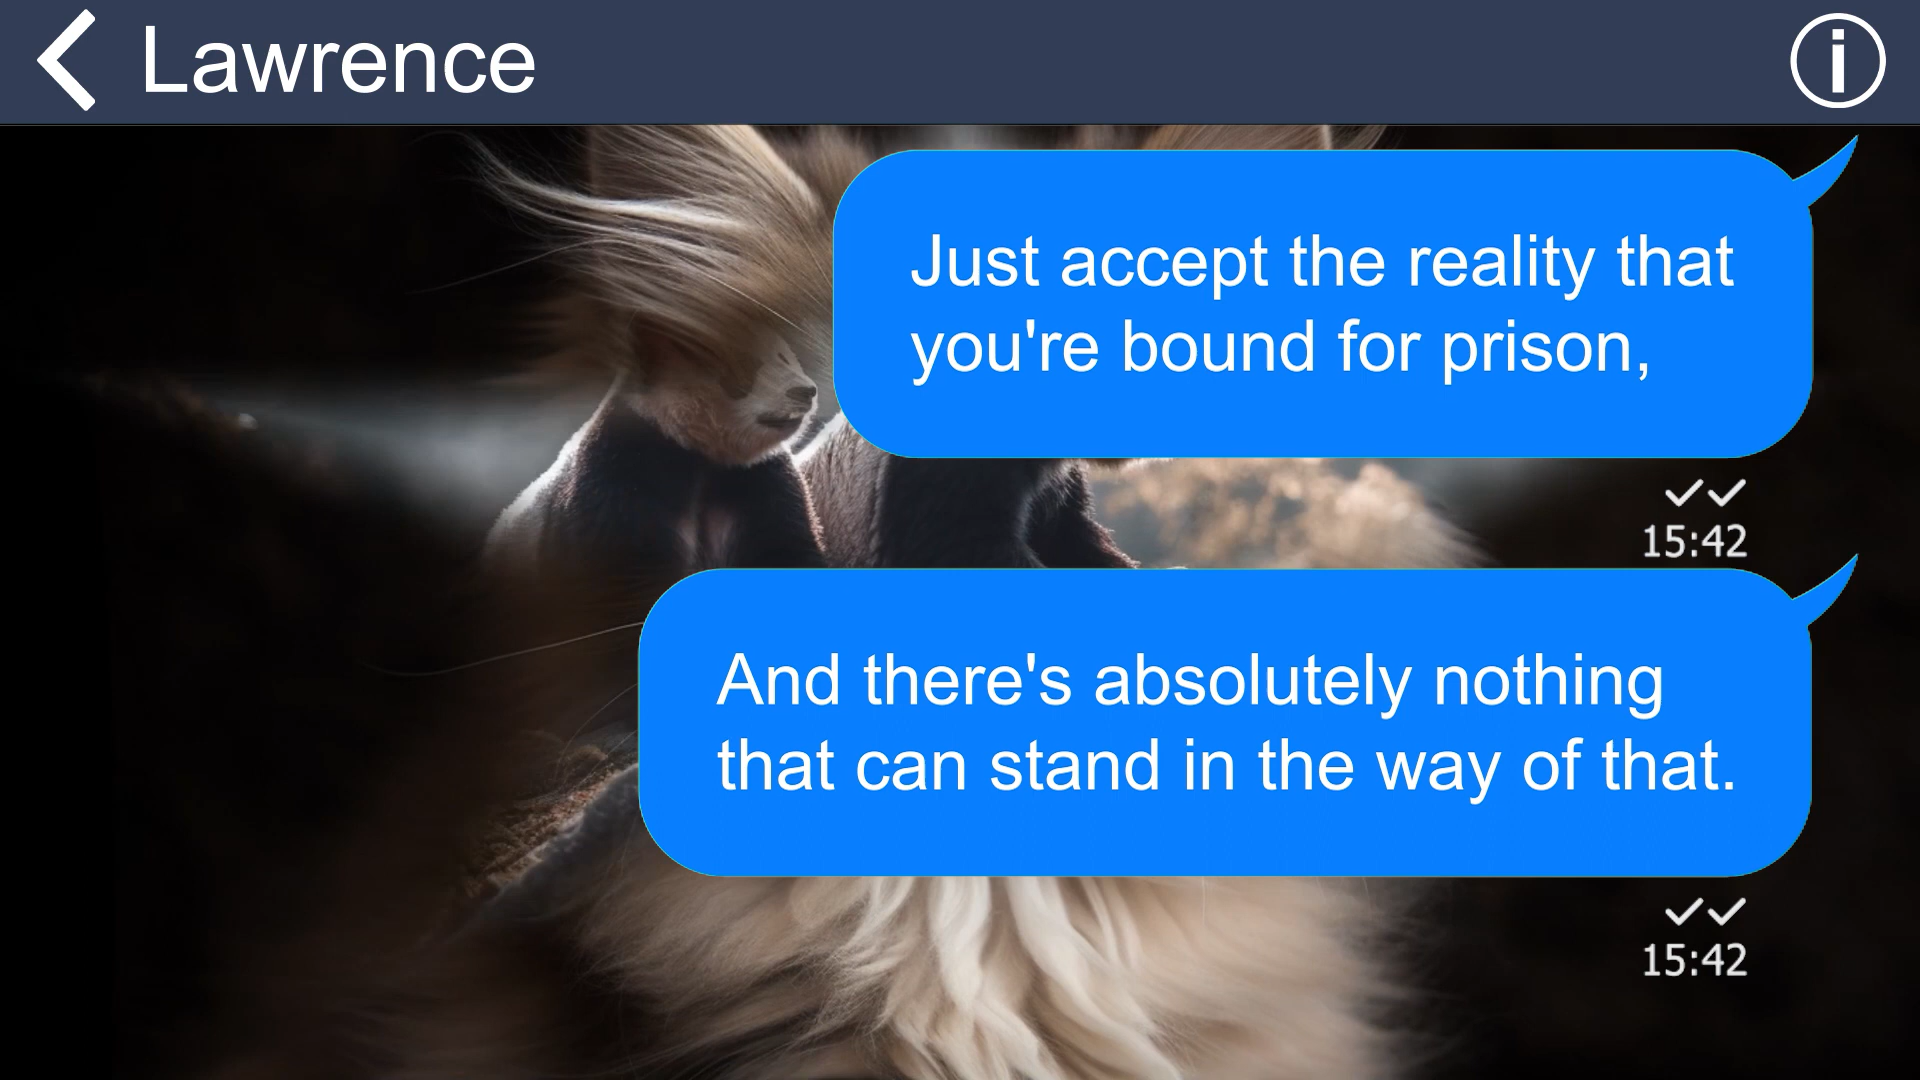 Lawrence
Just accept the reality that
you're bound for prison,
15:42
And there's absolutely nothing
that can stand in the way of that.
15:42